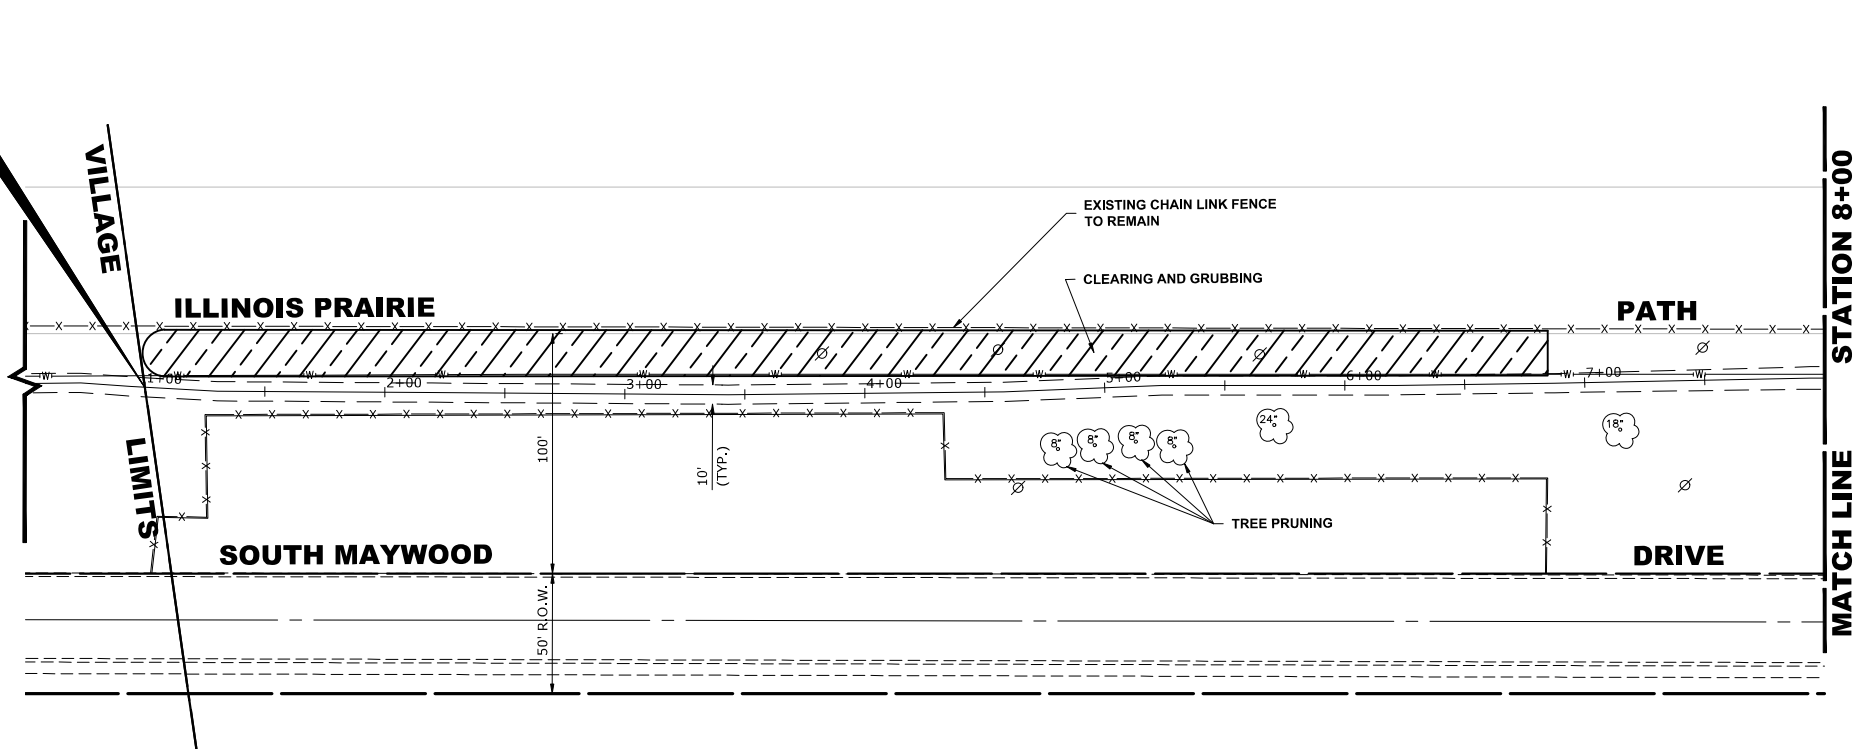 VILLAGE
LIMITS
EXISTING CHAIN LINK FENCE
TO REMAIN
CLEARING AND GRUBBING
ILLINOIS PRAIRIE
PATH
1+00
2+00
3+00
4+00
5+00
6+00
7+00
100'
10'
(TYP.)
8"
8"
8"
8"
24"
18"
TREE PRUNING
SOUTH MAYWOOD
DRIVE
50' R.O.W.
MATCH LINE STATION 8+00